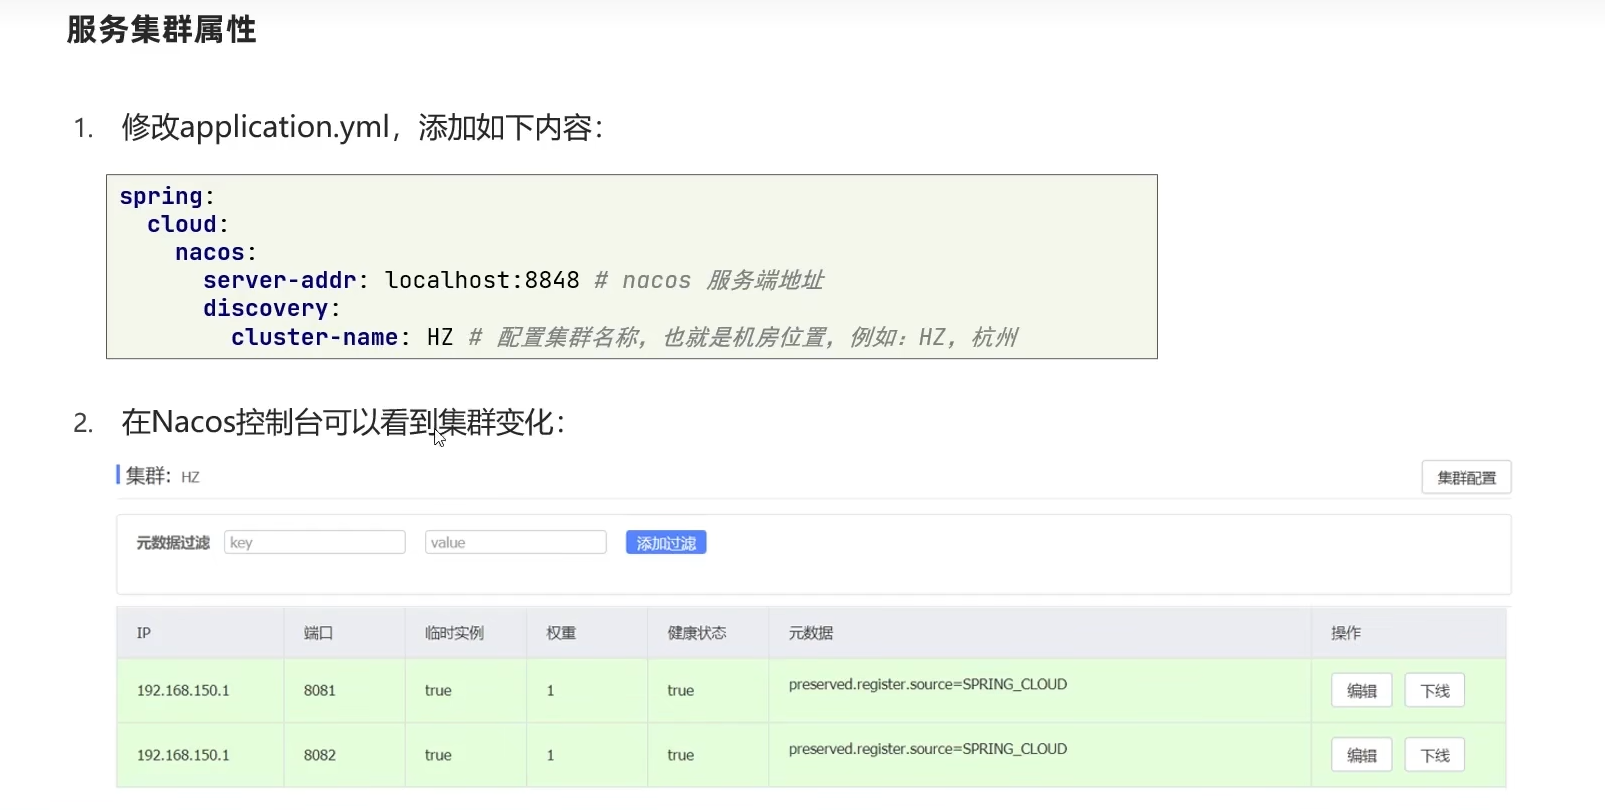 服务集群属性
1. 修改application.yml，添加如下内容：
spring:
  cloud:
    nacos:
      server-addr: localhost:8848 # nacos 服务端地址
      discovery:
        cluster-name: HZ # 配置集群名称，也就是机房位置，例如：HZ，杭州
2. 在Nacos控制台可以看到集群变化：
集群： HZ 集群配置
元数据过滤 key value 添加过滤
IP 端口 临时实例 权重 健康状态 元数据 操作
192.168.150.1 8081 true 1 true preserved.register.source=SPRING_CLOUD 编辑 下线
192.168.150.1 8082 true 1 true preserved.register.source=SPRING_CLOUD 编辑 下线